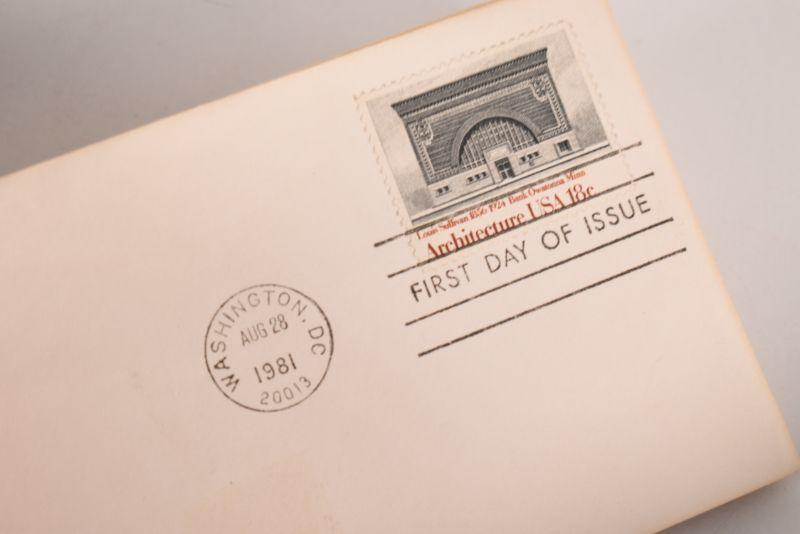 Louis Sullivan 1856-1924 Bank Owatonna Minn
Architecture USA 18c
FIRST DAY OF ISSUE
WASHINGTON, DC
AUG 28
1981
20013